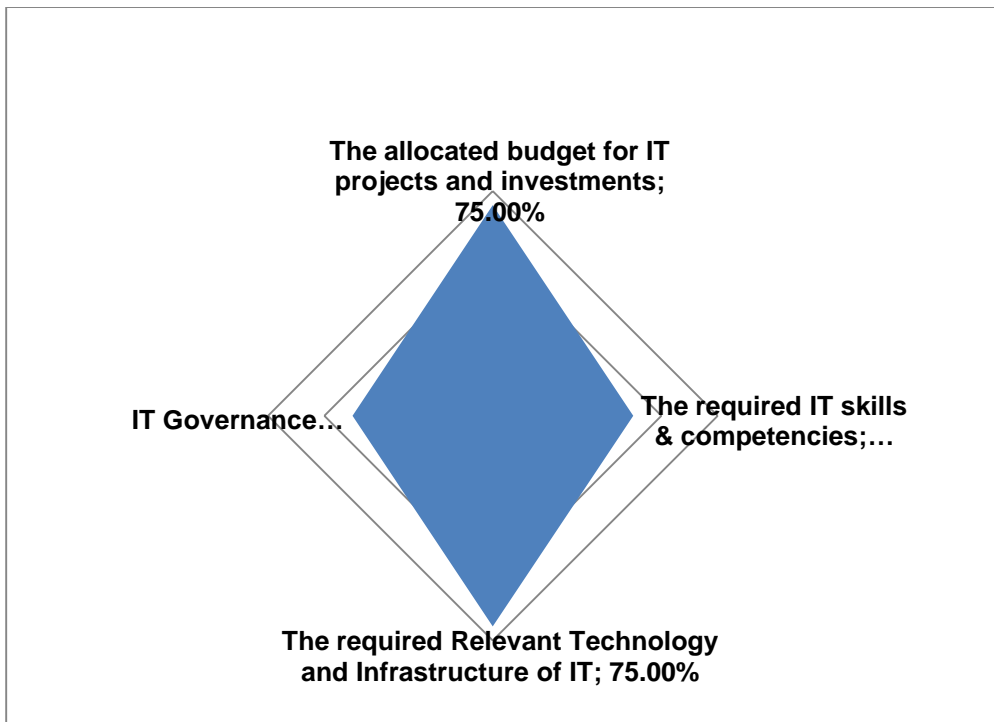 The allocated budget for IT
projects and investments;
75.00%
IT Governance…
The required IT skills
& competencies;…
The required Relevant Technology
and Infrastructure of IT; 75.00%